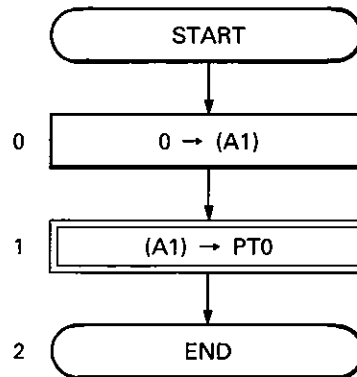 START
0 0 → (A1)
1 (A1) → PT0
2 END